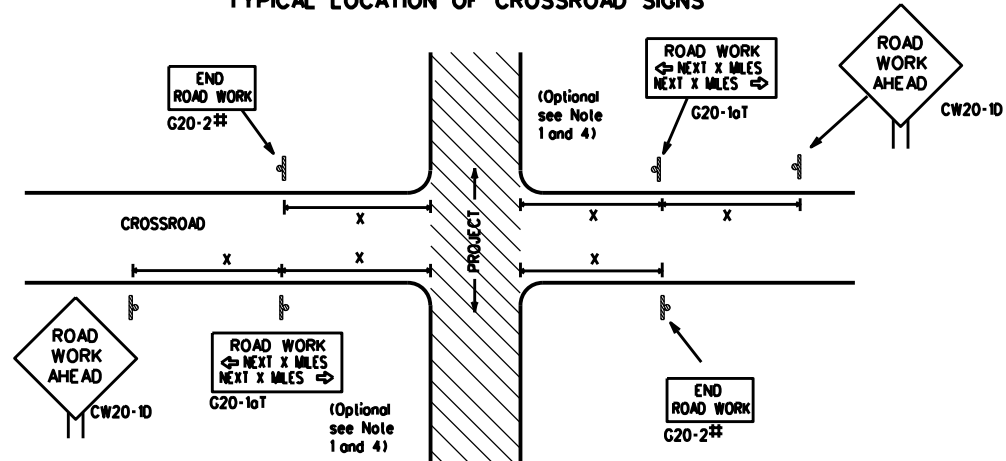 TYPICAL LOCATION OF CROSSROAD SIGNS
END
ROAD WORK
G20-2#
(Optional
see Note
1 and 4)
ROAD WORK
⇦ NEXT X MILES
NEXT X MILES ⇨
G20-1aT
ROAD
WORK
AHEAD
CW20-1D
CROSSROAD
X
X
X
PROJECT
X
X
X
ROAD
WORK
AHEAD
CW20-1D
ROAD WORK
⇦ NEXT X MILES
NEXT X MILES ⇨
G20-1aT
(Optional
see Note
1 and 4)
END
ROAD WORK
G20-2#